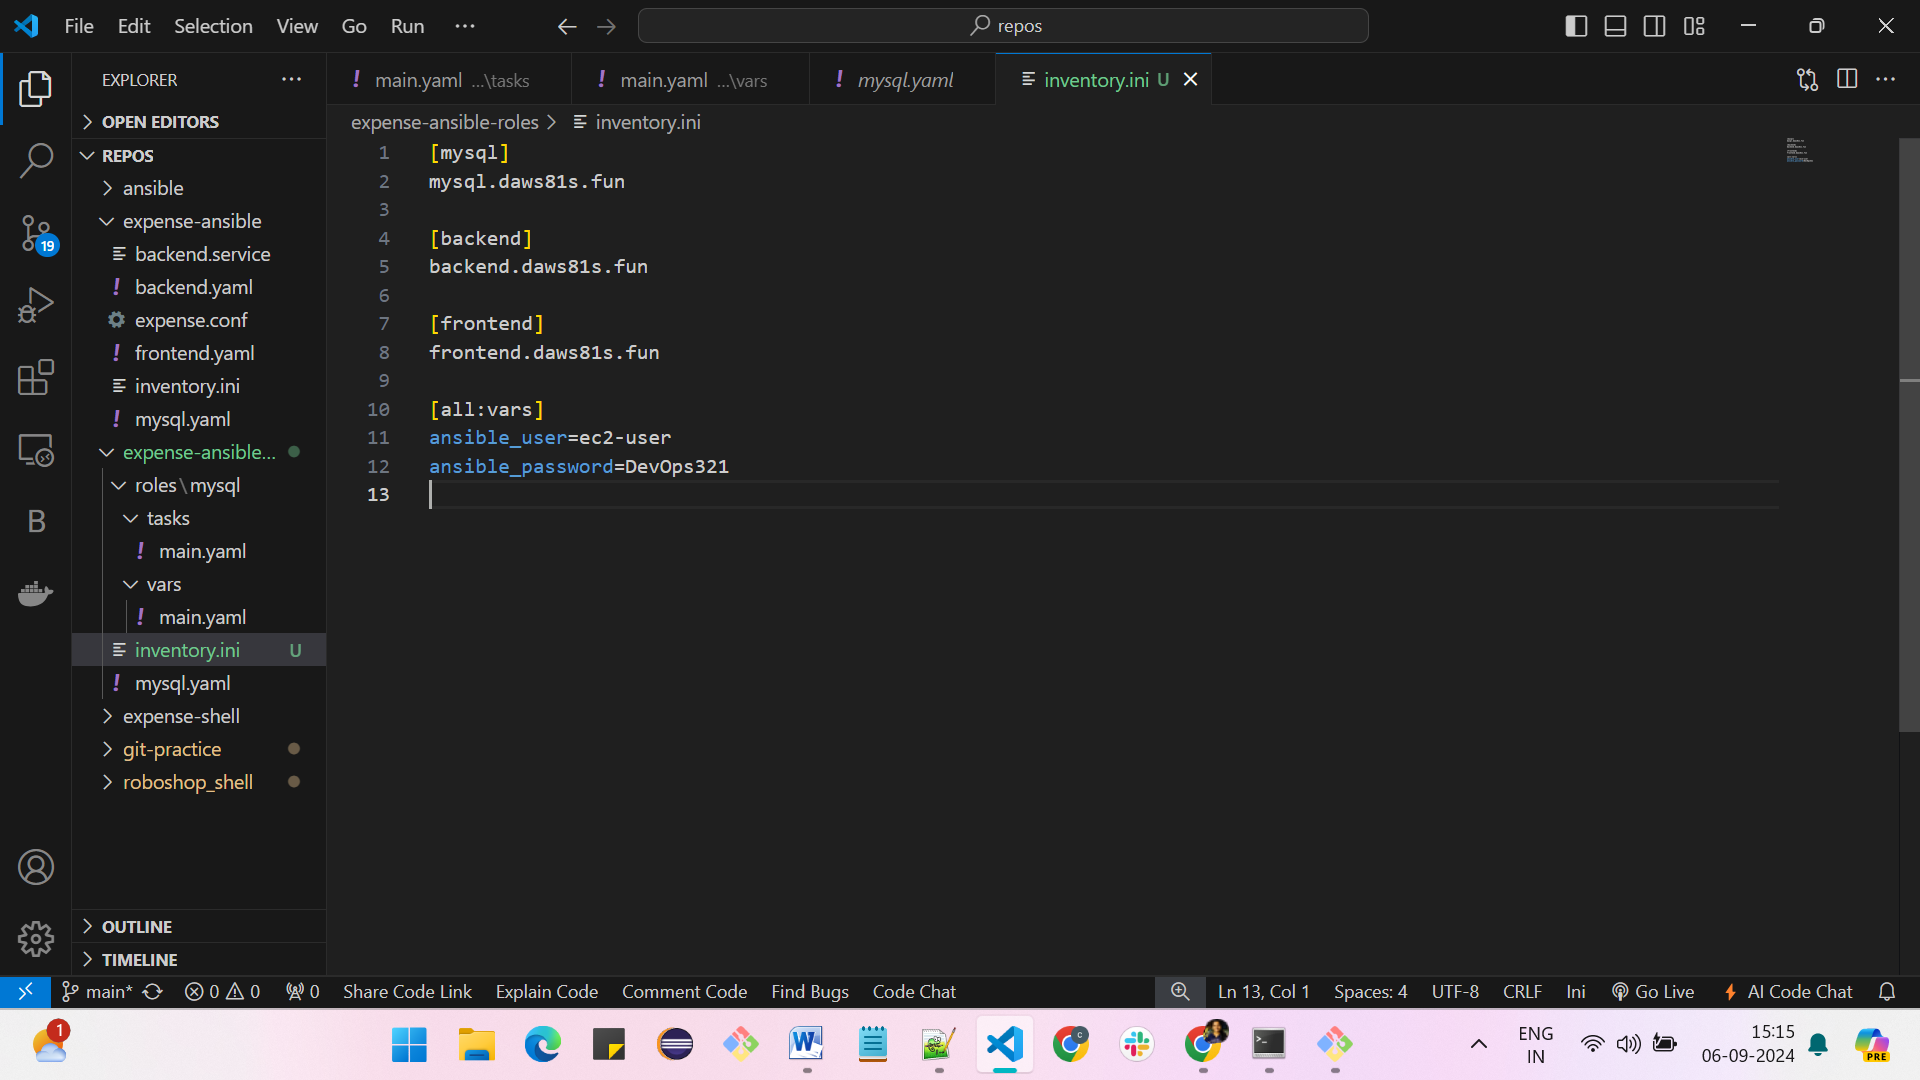 File Edit Selection View Go Run ...
repos
EXPLORER ...
OPEN EDITORS
REPOS
ansible
expense-ansible
backend.service
backend.yaml
expense.conf
frontend.yaml
inventory.ini
mysql.yaml
expense-ansible...
roles\mysql
tasks
main.yaml
vars
main.yaml
inventory.ini U
mysql.yaml
expense-shell
git-practice
roboshop_shell
OUTLINE
TIMELINE
19
B
! main.yaml ...\tasks
! main.yaml ...\vars
! mysql.yaml
inventory.ini U
expense-ansible-roles > inventory.ini
1 [mysql]
2 mysql.daws81s.fun
3
4 [backend]
5 backend.daws81s.fun
6
7 [frontend]
8 frontend.daws81s.fun
9
10 [all:vars]
11 ansible_user=ec2-user
12 ansible_password=DevOps321
13
main* 0 0 0 Share Code Link Explain Code Comment Code Find Bugs Code Chat
Ln 13, Col 1 Spaces: 4 UTF-8 CRLF Ini Go Live AI Code Chat
1
W
C
ENG
IN
15:15
06-09-2024
PRE